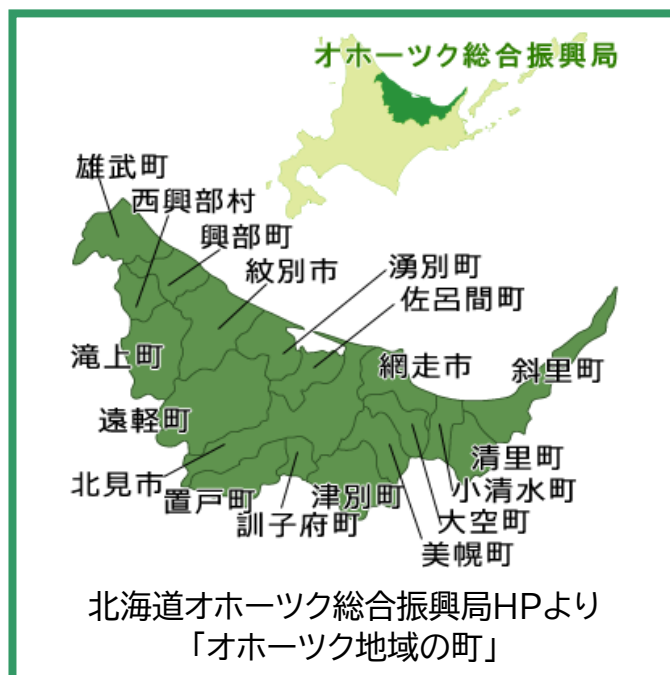 オホーツク総合振興局
雄武町
西興部村
興部町
紋別市
湧別町
佐呂間町
網走市
斜里町
滝上町
遠軽町
北見市
置戸町
訓子府町
津別町
清里町
小清水町
大空町
美幌町
北海道オホーツク総合振興局HPより
「オホーツク地域の町」